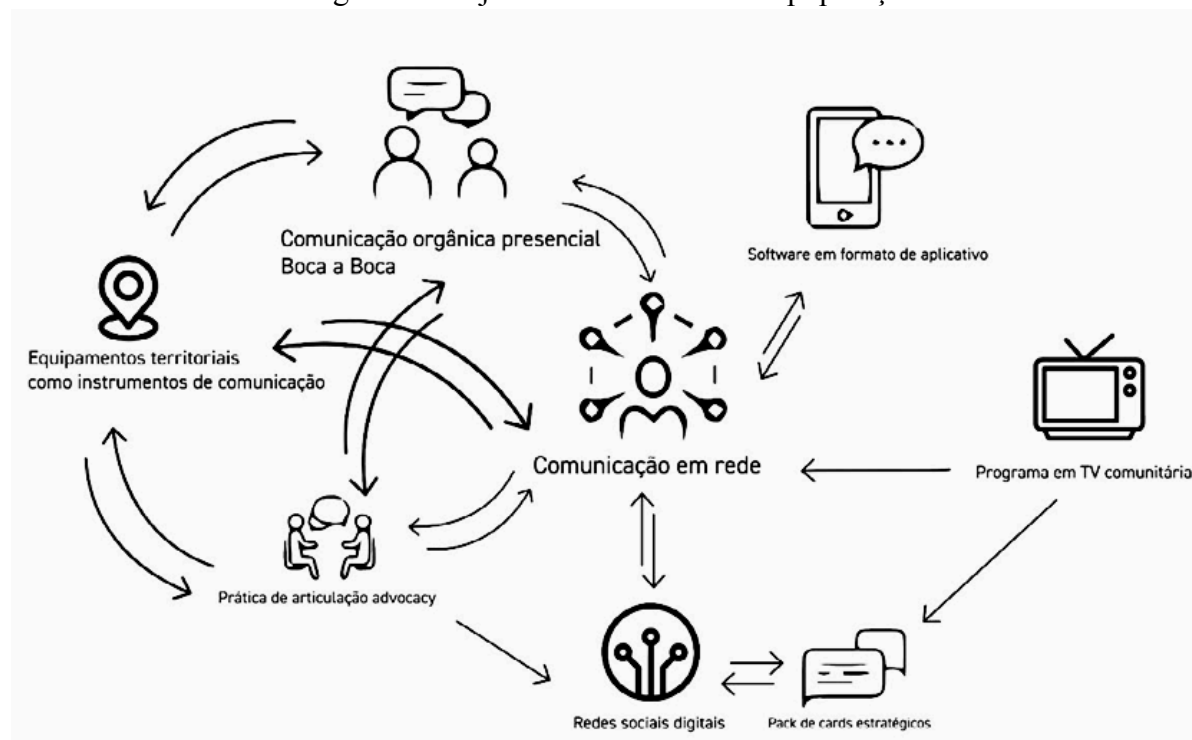 Comunicação orgânica presencial
Boca a Boca
Software em formato de aplicativo
Equipamentos territoriais
como instrumentos de comunicação
Comunicação em rede
Programa em TV comunitária
Prática de articulação advocacy
Redes sociais digitais
Pack de cards estratégicos